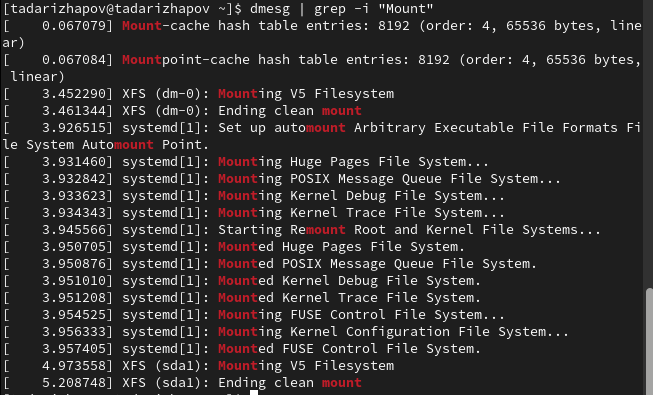 [tadarizhapov@tadarizhapov ~]$ dmesg | grep -i "Mount"
[    0.067079] Mount-cache hash table entries: 8192 (order: 4, 65536 bytes, line
ar)
[    0.067084] Mountpoint-cache hash table entries: 8192 (order: 4, 65536 bytes,
 linear)
[    3.452290] XFS (dm-0): Mounting V5 Filesystem
[    3.461344] XFS (dm-0): Ending clean mount
[    3.926515] systemd[1]: Set up automount Arbitrary Executable File Formats Fi
le System Automount Point.
[    3.931460] systemd[1]: Mounting Huge Pages File System...
[    3.932842] systemd[1]: Mounting POSIX Message Queue File System...
[    3.933623] systemd[1]: Mounting Kernel Debug File System...
[    3.934343] systemd[1]: Mounting Kernel Trace File System...
[    3.945566] systemd[1]: Starting Remount Root and Kernel File Systems...
[    3.950705] systemd[1]: Mounted Huge Pages File System.
[    3.950876] systemd[1]: Mounted POSIX Message Queue File System.
[    3.951010] systemd[1]: Mounted Kernel Debug File System.
[    3.951208] systemd[1]: Mounted Kernel Trace File System.
[    3.954525] systemd[1]: Mounting FUSE Control File System...
[    3.956333] systemd[1]: Mounting Kernel Configuration File System...
[    3.957405] systemd[1]: Mounted FUSE Control File System.
[    4.973558] XFS (sda1): Mounting V5 Filesystem
[    5.208748] XFS (sda1): Ending clean mount